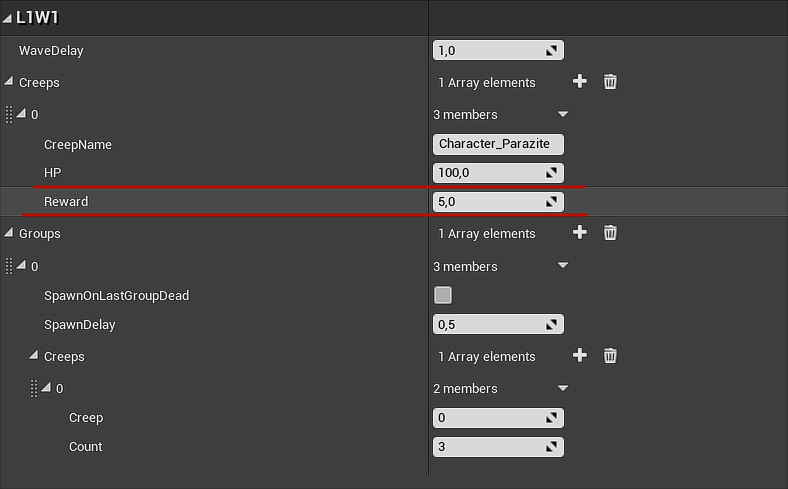 L1W1
WaveDelay 1,0
Creeps 1 Array elements
0 3 members
CreepName Character_Parazite
HP 100,0
Reward 5,0
Groups 1 Array elements
0 3 members
SpawnOnLastGroupDead
SpawnDelay 0,5
Creeps 1 Array elements
0 2 members
Creep 0
Count 3